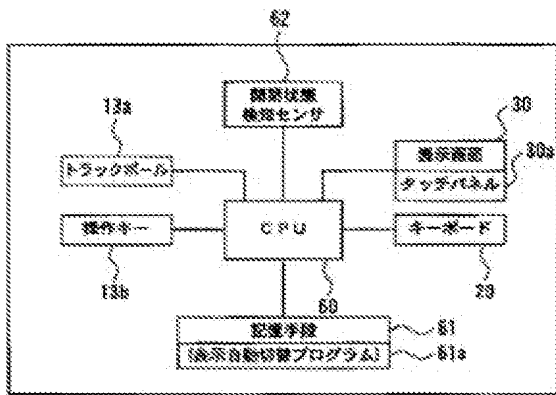 62
開閉状態
検知センサ
13a
トラックボール
30
表示画面
30a
タッチパネル
操作キー
13b
CPU
60
キーボード
29
記憶手段
61
(表示自動切替プログラム)
61a